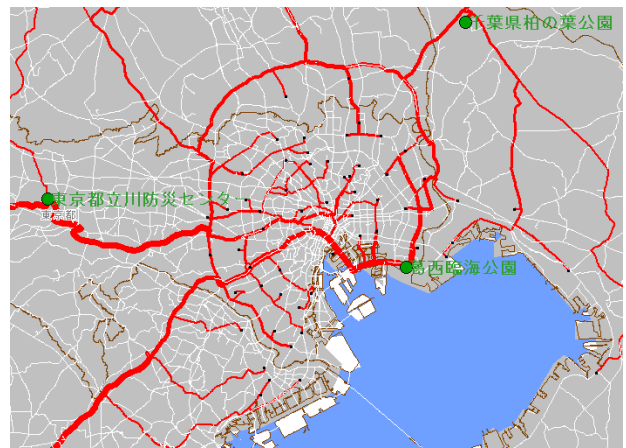 千葉県柏の葉公園
東京都立川防災センター
東京都
葛西臨海公園